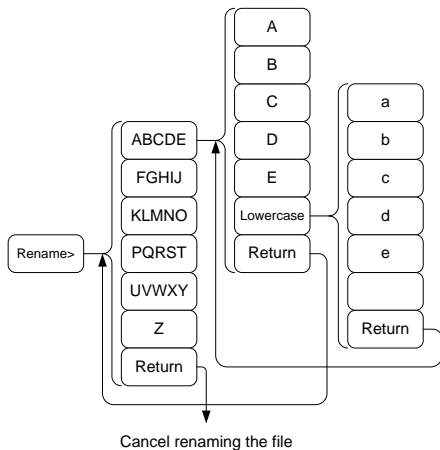 Rename>
ABCDE
FGHIJ
KLMNO
PQRST
UVWXY
Z
Return
A
B
C
D
E
Lowercase
Return
a
b
c
d
e
Return
Cancel renaming the file